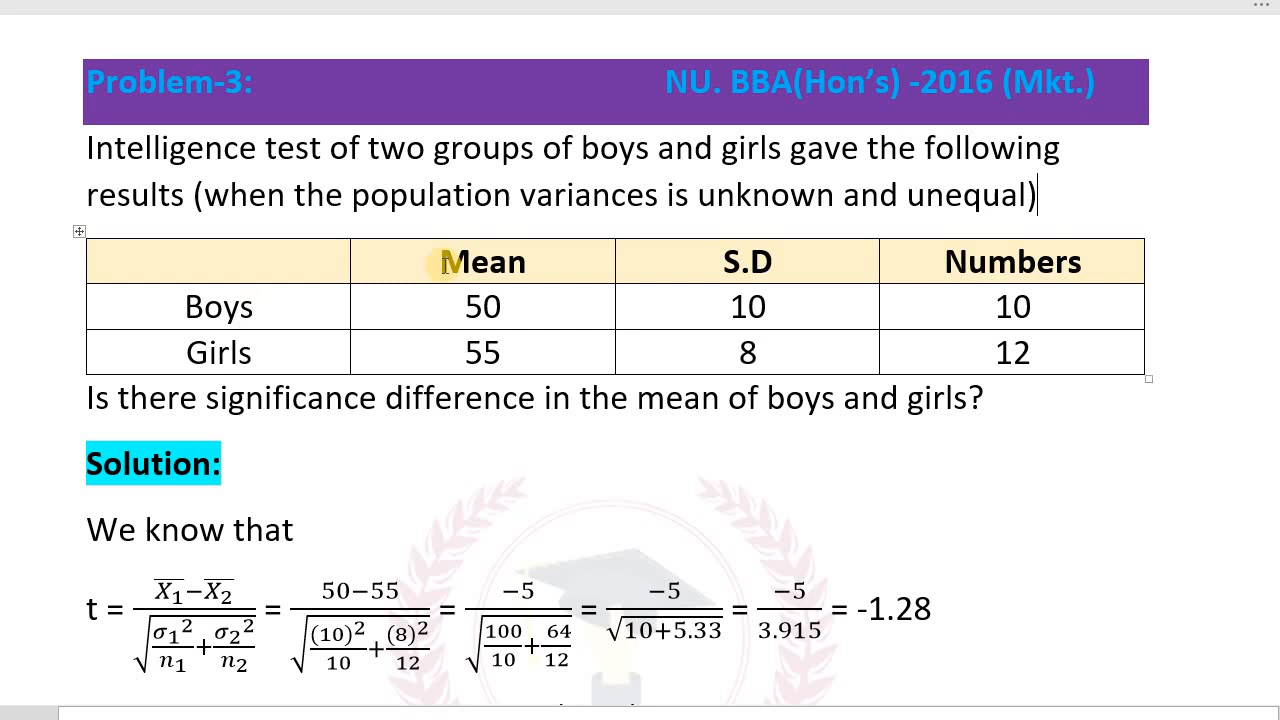 Problem-3: NU. BBA(Hon’s) -2016 (Mkt.)
Intelligence test of two groups of boys and girls gave the following
results (when the population variances is unknown and unequal)
Mean S.D Numbers
Boys 50 10 10
Girls 55 8 12
Is there significance difference in the mean of boys and girls?
Solution:
We know that
t = (X̅₁−X̅₂)/√(σ₁²/n₁+σ₂²/n₂) = (50−55)/√((10)²/10+(8)²/12) = −5/√(100/10+64/12) = −5/√(10+5.33) = −5/3.915 = -1.28